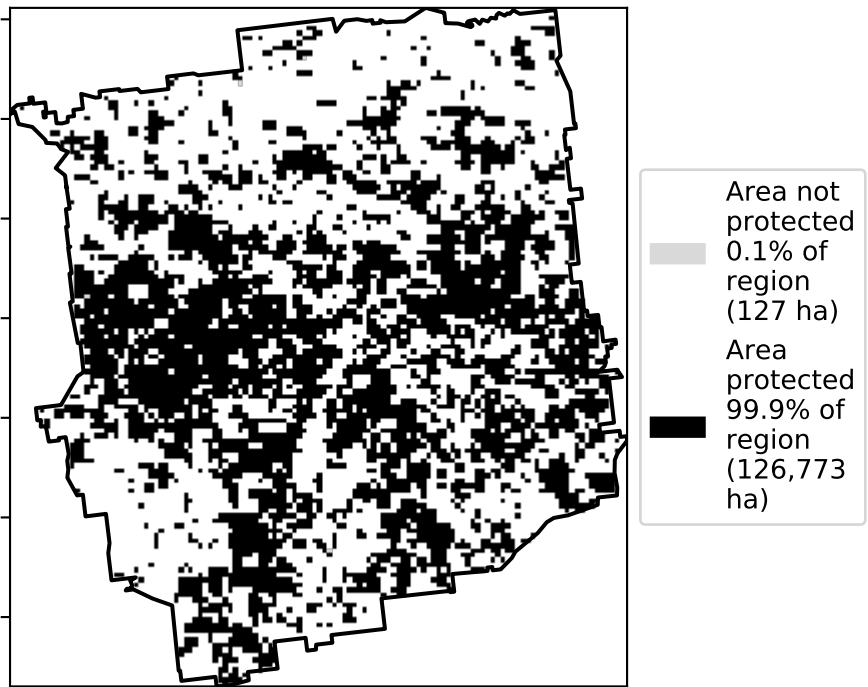 Area not
protected
0.1% of
region
(127 ha)
Area
protected
99.9% of
region
(126,773
ha)